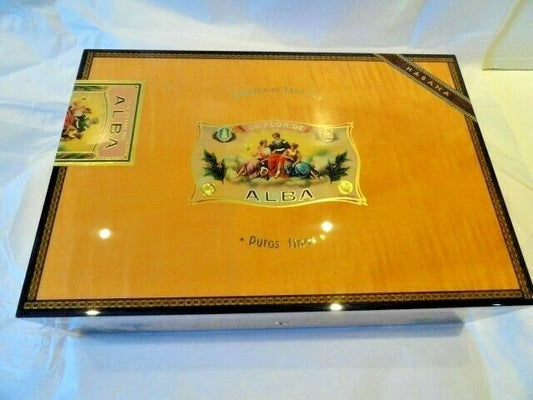 HABANA
ALBA
LA FLOR DE
ALBA
Puros finos